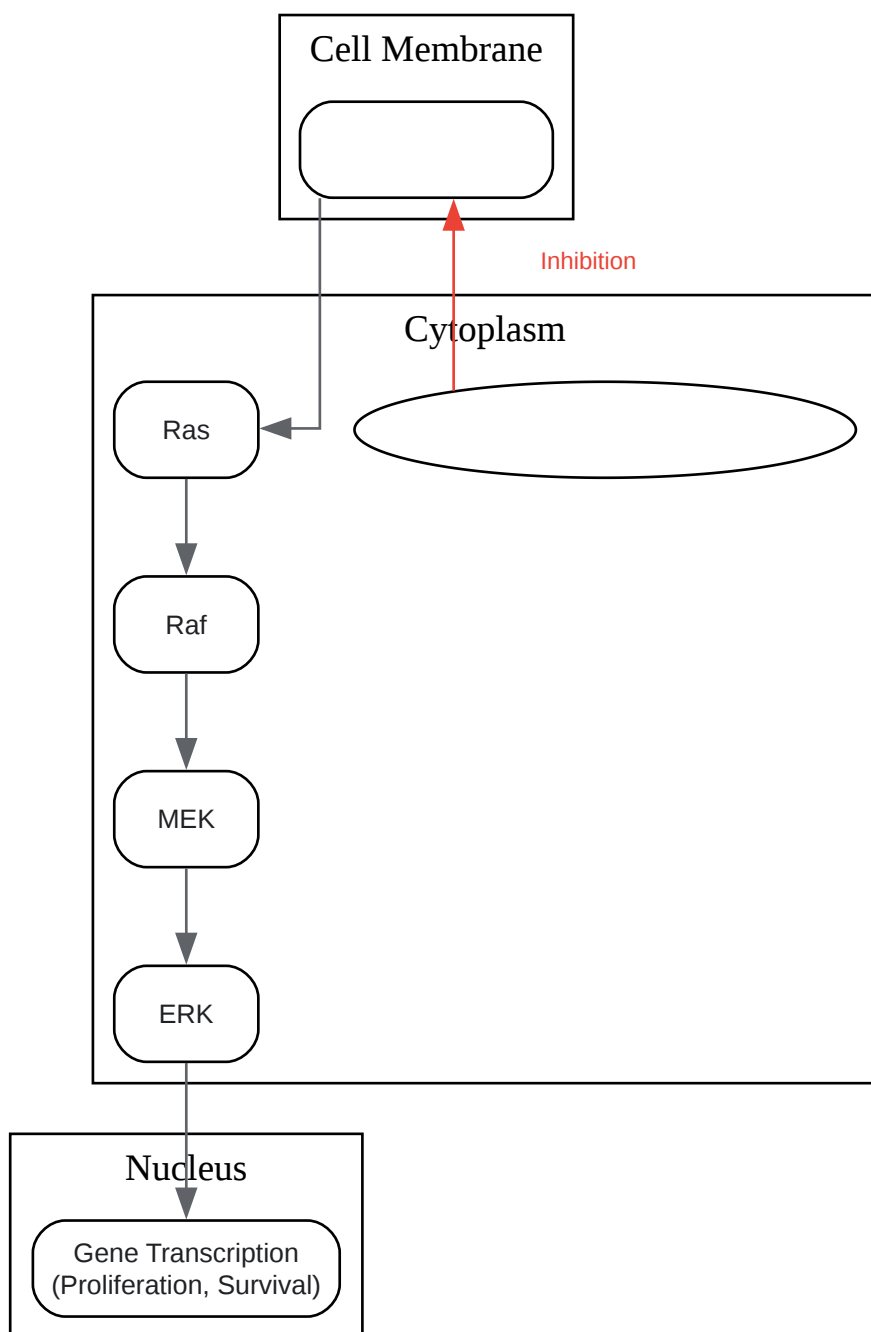 Cell Membrane
Inhibition
Cytoplasm
Ras
Raf
MEK
ERK
Nucleus
Gene Transcription
(Proliferation, Survival)